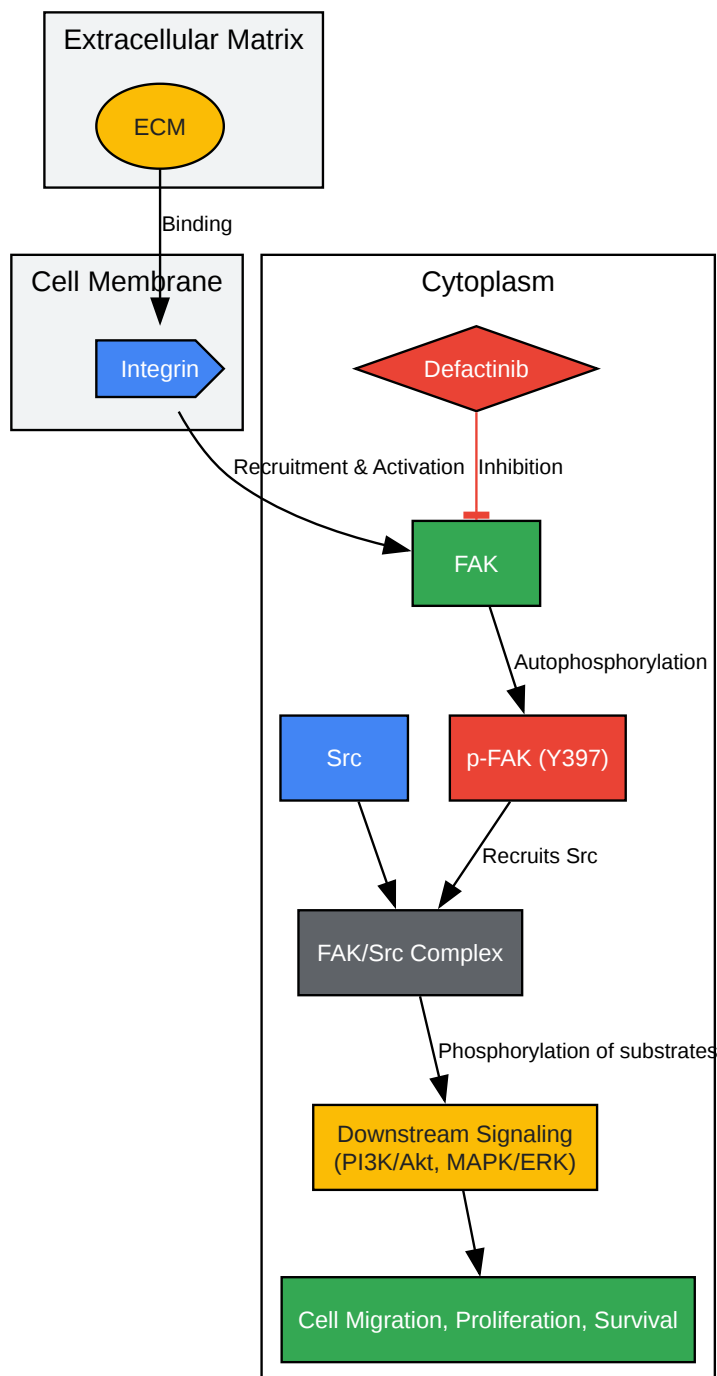 Extracellular Matrix
ECM
Binding
Cell Membrane
Cytoplasm
Integrin
Defactinib
Recruitment & Activation
Inhibition
FAK
Autophosphorylation
Src
p-FAK (Y397)
Recruits Src
FAK/Src Complex
Phosphorylation of substrates
Downstream Signaling
(PI3K/Akt, MAPK/ERK)
Cell Migration, Proliferation, Survival